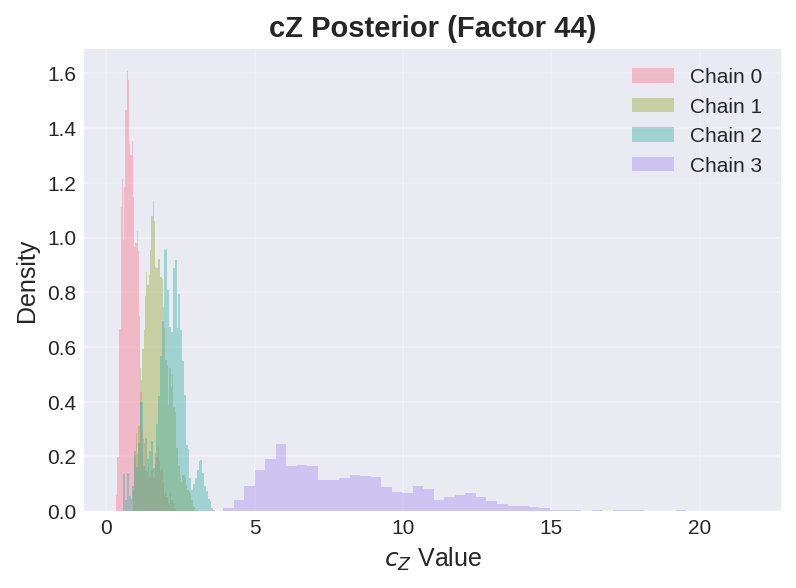 cZ Posterior (Factor 44)
Chain 0
Chain 1
Chain 2
Chain 3
Density
1.6
1.4
1.2
1.0
0.8
0.6
0.4
0.2
0.0
0 5 10 15 20
c_Z Value